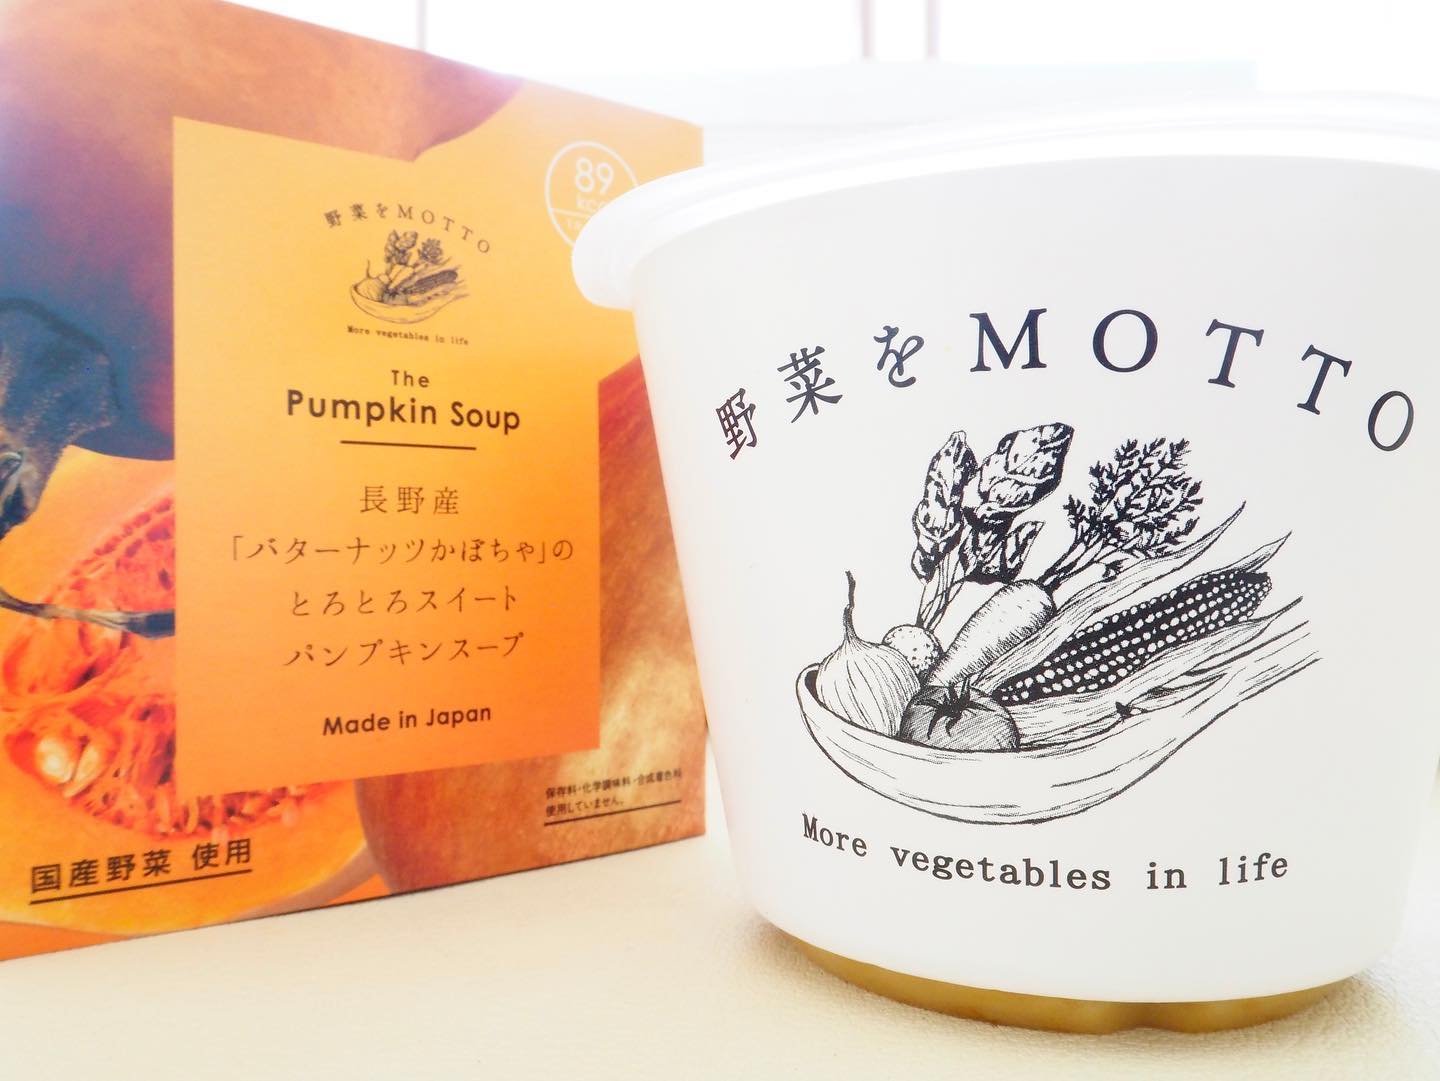 89
kcal
野菜をMOTTO
More vegetables in life
The
Pumpkin Soup
長野産
「バターナッツかぼちゃ」の
とろとろスイート
パンプキンスープ
Made in Japan
保存料・化学調味料・合成着色料
使用していません。
国産野菜 使用
野菜をMOTTO
More vegetables in life